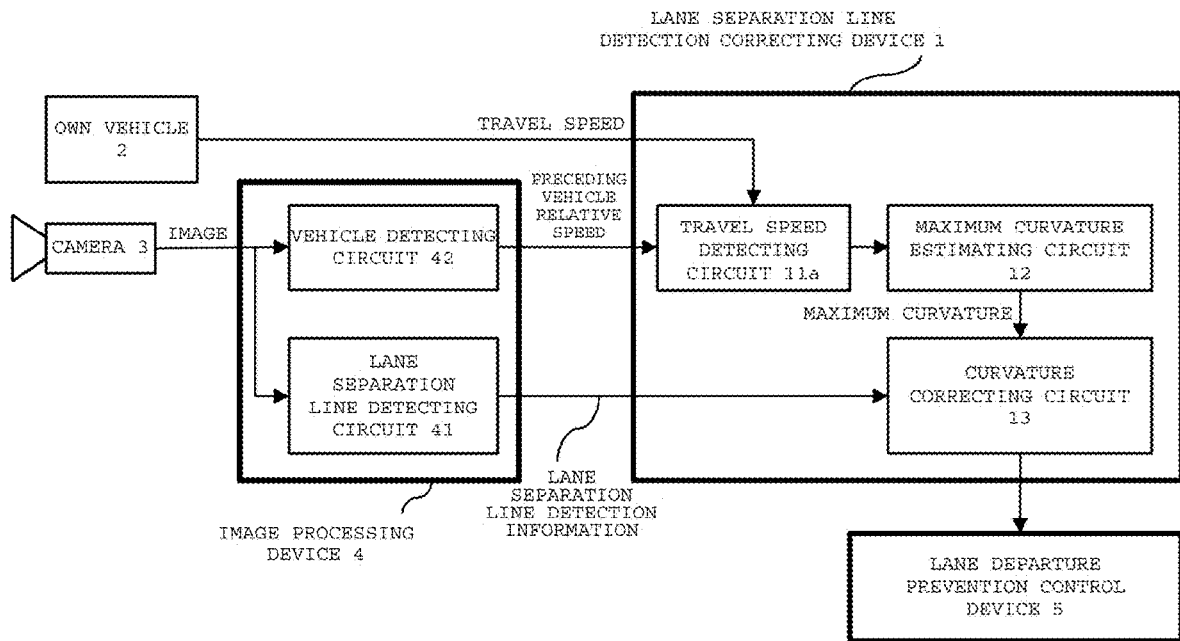 LANE SEPARATION LINE
DETECTION CORRECTING DEVICE 1
OWN VEHICLE
2
TRAVEL SPEED
CAMERA 3
IMAGE
VEHICLE DETECTING
CIRCUIT 42
PRECEDING
VEHICLE
RELATIVE
SPEED
TRAVEL SPEED
DETECTING
CIRCUIT 11a
MAXIMUM CURVATURE
ESTIMATING CIRCUIT
12
MAXIMUM CURVATURE
LANE
SEPARATION
LINE DETECTING
CIRCUIT 41
CURVATURE
CORRECTING CIRCUIT
13
LANE
SEPARATION
LINE DETECTION
INFORMATION
IMAGE PROCESSING
DEVICE 4
LANE DEPARTURE
PREVENTION CONTROL
DEVICE 5